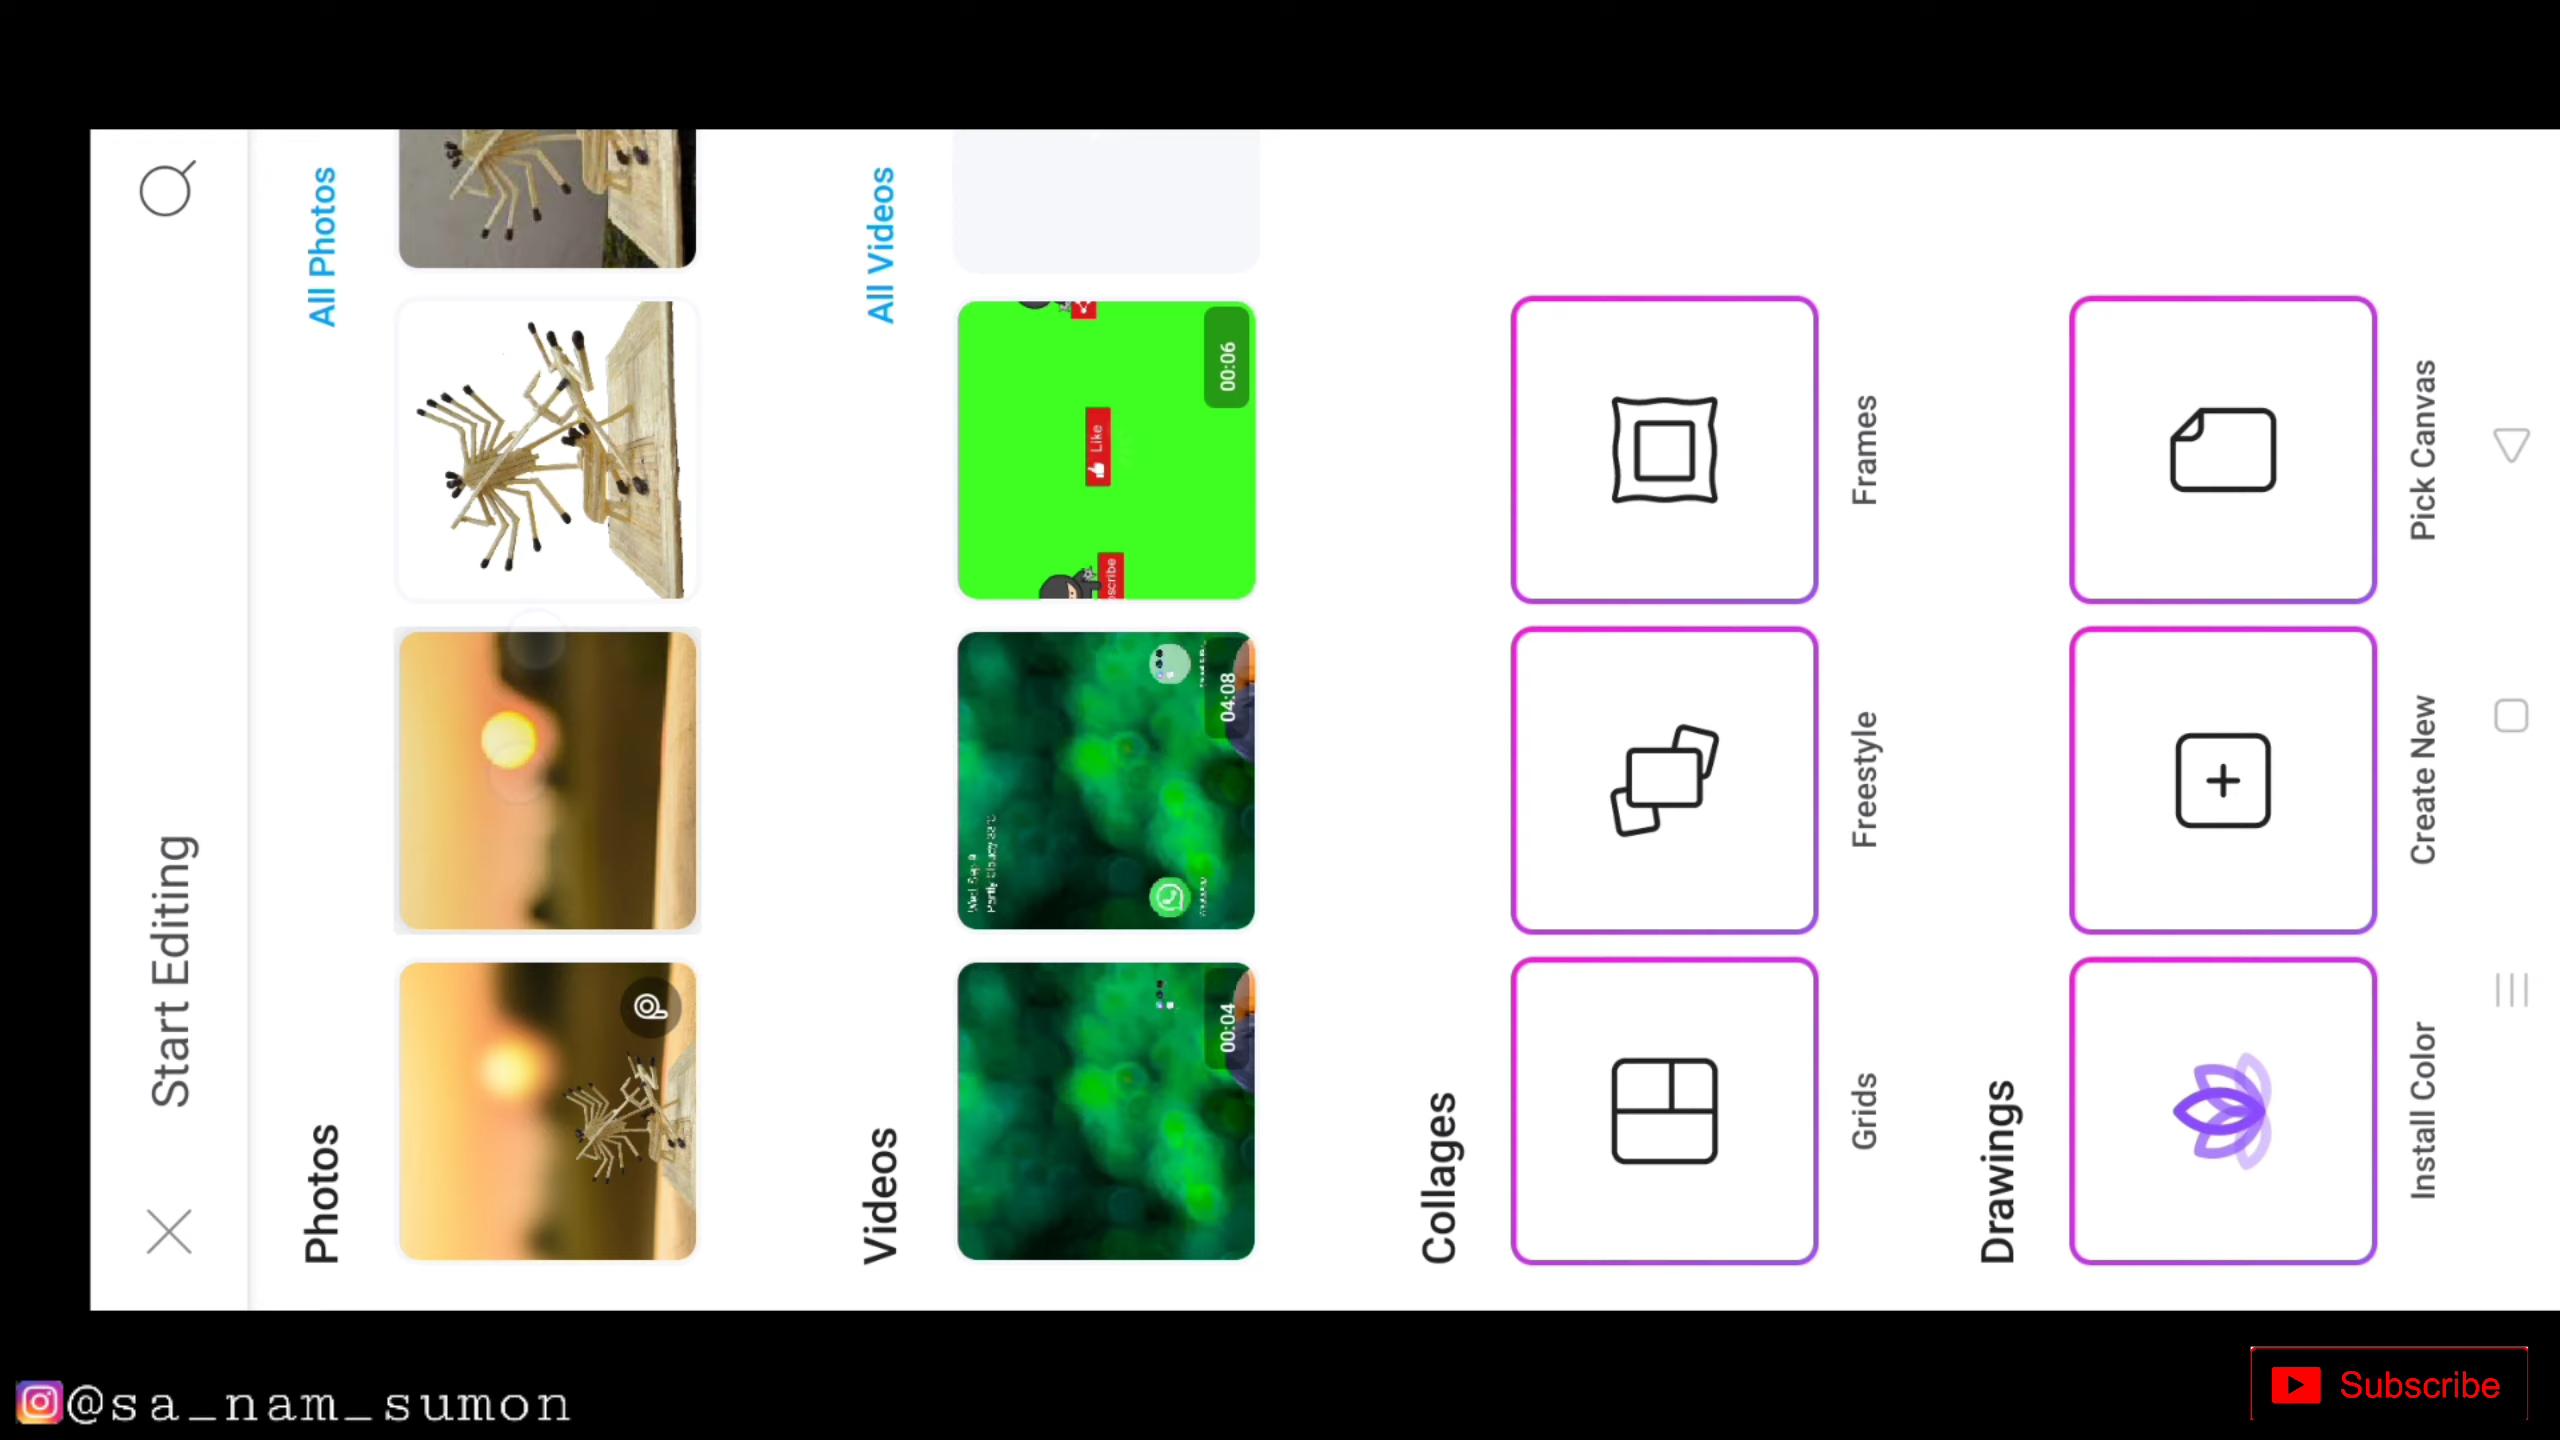 Start Editing
Photos
All Photos
Videos
All Videos
00:04
04:08
00:06
Like
scribe
Collages
Grids
Freestyle
Frames
Drawings
Install Color
Create New
Pick Canvas
@sa_nam_sumon
Subscribe